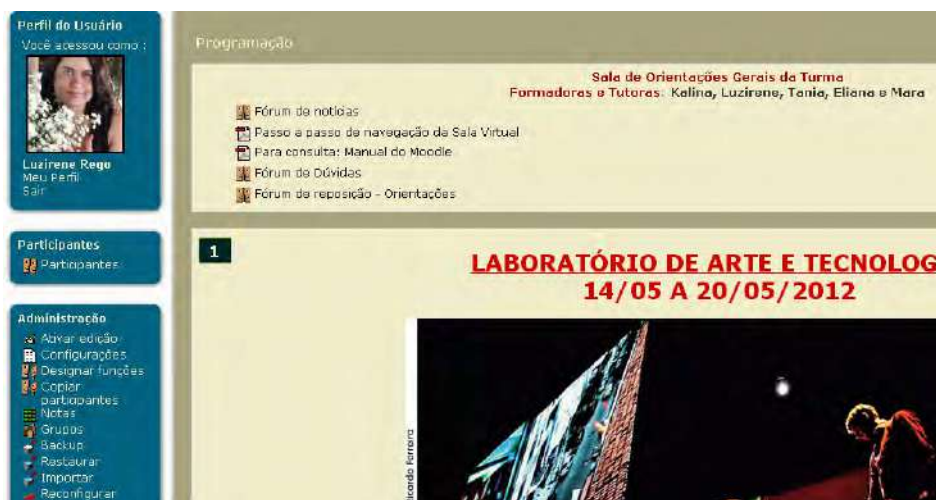 Perfil do Usuário
Você acessou como :
Luzirene Rego
Meu Perfil
Sair
Participantes
Participantes
Administração
Ativar edição
Configurações
Designar funções
Copiar
participantes
Notas
Grupos
Backup
Restaurar
Importar
Reconfigurar
Programação
Sala de Orientações Gerais da Turma
Formadoras e Tutoras: Kalina, Luzirene, Tania, Eliana e Mara
Fórum de notícias
Passo a passo de navegação da Sala Virtual
Para consulta: Manual do Moodle
Fórum de Dúvidas
Fórum de reposição - Orientações
1
LABORATÓRIO DE ARTE E TECNOLOG
14/05 A 20/05/2012
Ricardo Ferreira